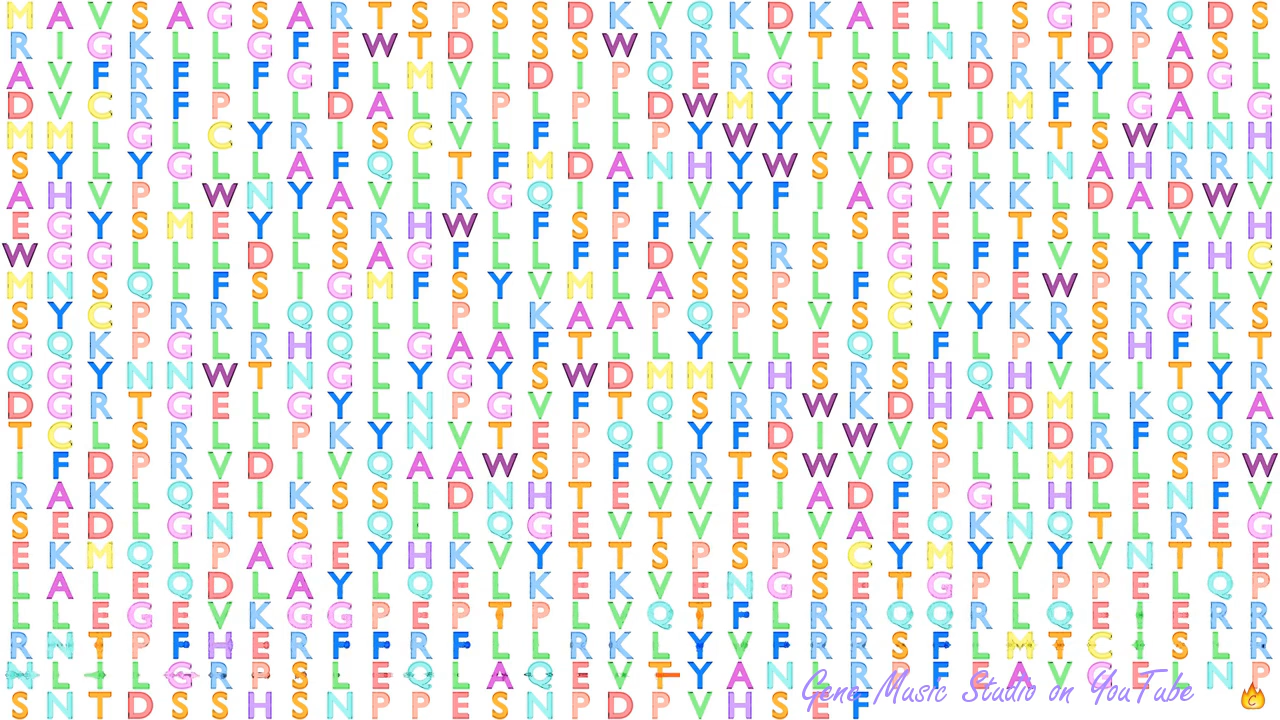 M A V S A G S A R T S P S S D K V Q K D K A E L I S G P R Q D S
R I G K L L G F E W T D L S S W R R L V T L L N R P T D P A S L
A V F R F L F G F L M V L D I P Q E R G L S S L D R K Y L D G L
D V C R F P L L D A L R P L P L D W M Y L V Y T I M F L G A L G
M M L G L C Y R I S C V L F L L P Y W Y V F L L D K T S W N N H
S Y L Y G L L A F Q L T F M D A N H Y W S V D G L L N A H R R N
A H V P L W N Y A V L R G Q I F I V Y F I A G V K K L D A D W V
E G Y S M E Y L S R H W L F S P F K L L L S E E L T S L L V V H
W G G L L L D I L S A G F L L F F D V S R S I G F F V S Y F H C
M N S Q L F S I G M F S Y V M L A S S P L F C S P E W P R K L V
S Y C P R R L Q Q L L P L K A A P Q P S V S C V Y K R S R G K S
G Q K P G L R H Q L G A A F T L L Y L L E Q L F L P Y S H F L T
Q G Y N N W T N G L Y G Y S W D M M V H S R S H Q H V K I T Y R
D G R T G E L G Y L N P G V F T Q S R R W K D H A D M L K Q Y A
T C L S R L L P K Y N V T E P Q I Y F D I W V S I N D R F Q Q R
I F D P R V D I V Q A A W S P F Q R T S W V Q P L L M D L S P W
R A K L Q E I K S S L D N H T E V V F I A D F P G L H L E N F V
S E D L G N T S I Q L L Q G E V T V E L V A E Q K N Q T L R E G
E K M Q L P A G E Y H K V Y T T S P S P S C Y M Y V Y V N T T E
L A L E Q D L A Y L Q E L K E K V E N G S E T G P L P P E L Q P
L L E G E V K G G P E P T L L V Q T F L R R Q Q R L Q E I E R R
R N T P F H E R F F R F L L R K L Y V F R R S F L M T C I S L R
N L I L G R P S L E Q L A Q E V T Y A N L R F E A V G E L N P
S N T D S S H S N P P E S N P D P V H S E F
Gene Music Studio on YouTube